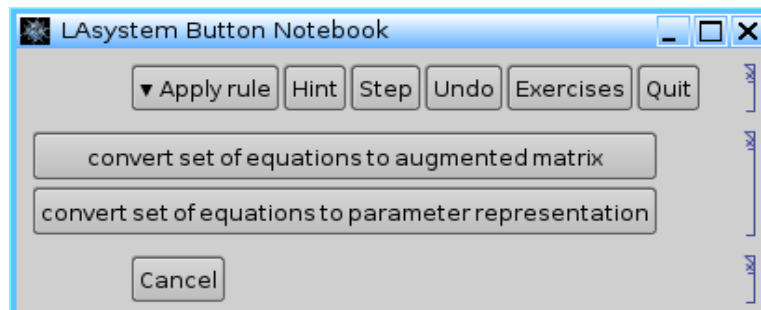 LAsystem Button Notebook
▾ Apply rule Hint Step Undo Exercises Quit
convert set of equations to augmented matrix
convert set of equations to parameter representation
Cancel